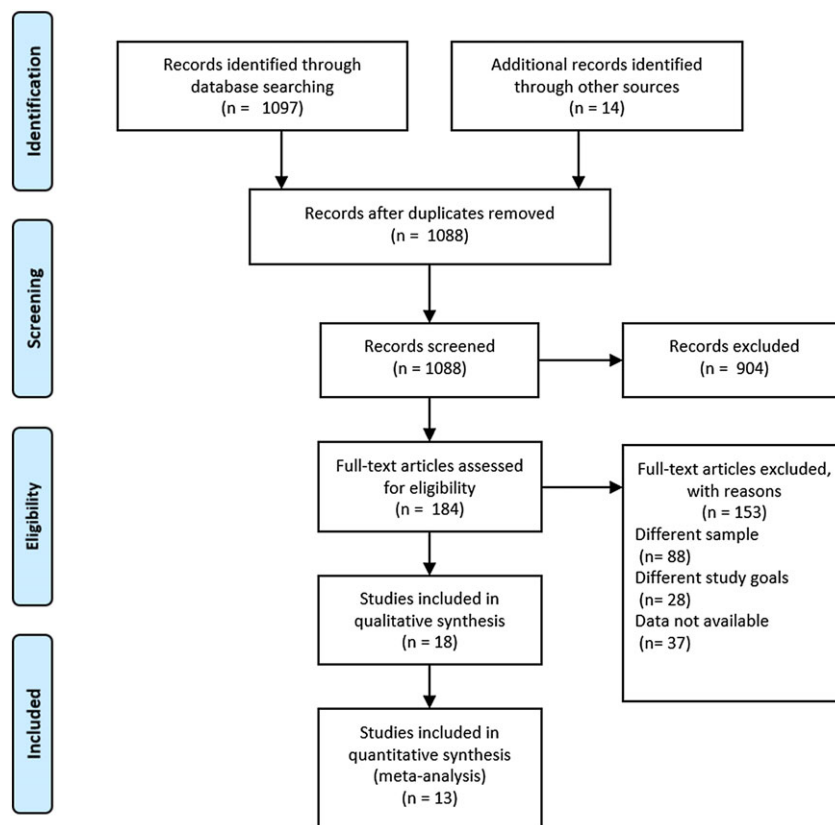 Identification
Records identified through
database searching
(n = 1097)
Additional records identified
through other sources
(n = 14)
Records after duplicates removed
(n = 1088)
Screening
Records screened
(n = 1088)
Records excluded
(n = 904)
Eligibility
Full-text articles assessed
for eligibility
(n = 184)
Full-text articles excluded,
with reasons
(n = 153)
Different sample
(n= 88)
Different study goals
(n= 28)
Data not available
(n= 37)
Studies included in
qualitative synthesis
(n = 18)
Included
Studies included in
quantitative synthesis
(meta-analysis)
(n = 13)